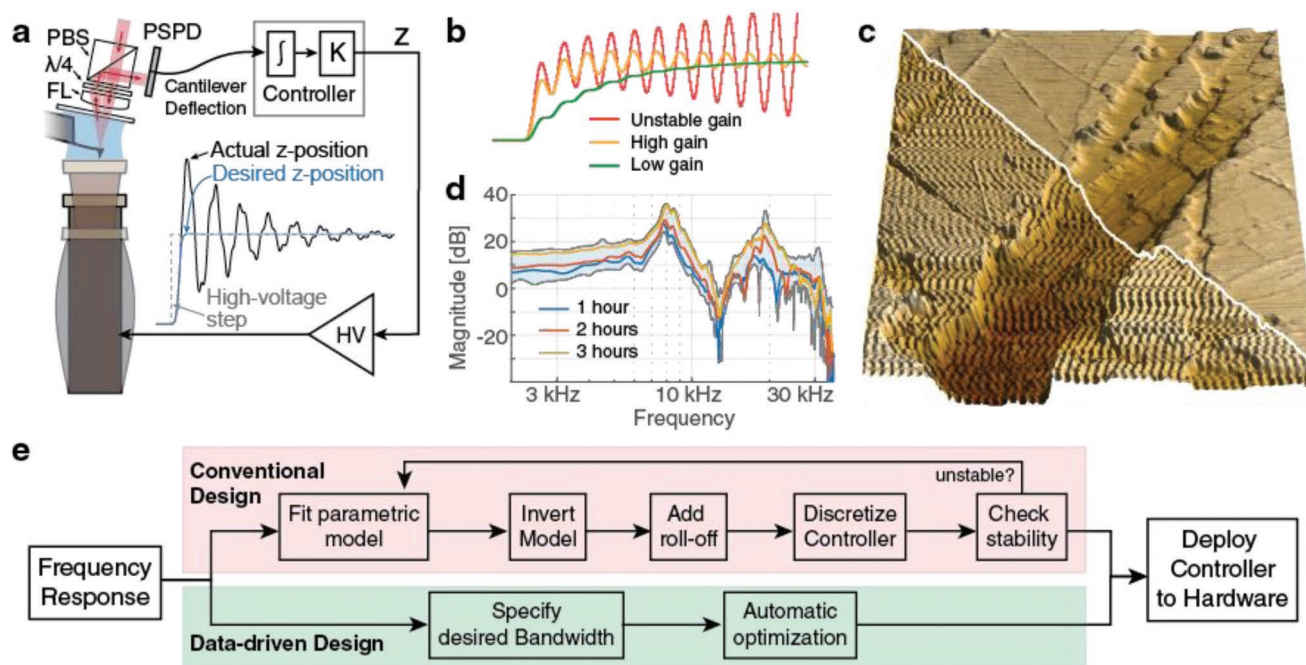 a
PBS
λ/4
FL
PSPD
Cantilever
Deflection
∫
K
Controller
Z
Actual z-position
Desired z-position
High-voltage
step
HV
b
Unstable gain
High gain
Low gain
c
d
Magnitude [dB]
40
20
0
-20
1 hour
2 hours
3 hours
3 kHz
10 kHz
30 kHz
Frequency
e
Conventional
Design
unstable?
Fit parametric
model
Invert
Model
Add
roll-off
Discretize
Controller
Check
stability
Frequency
Response
Deploy
Controller
to Hardware
Specify
desired Bandwidth
Automatic
optimization
Data-driven Design